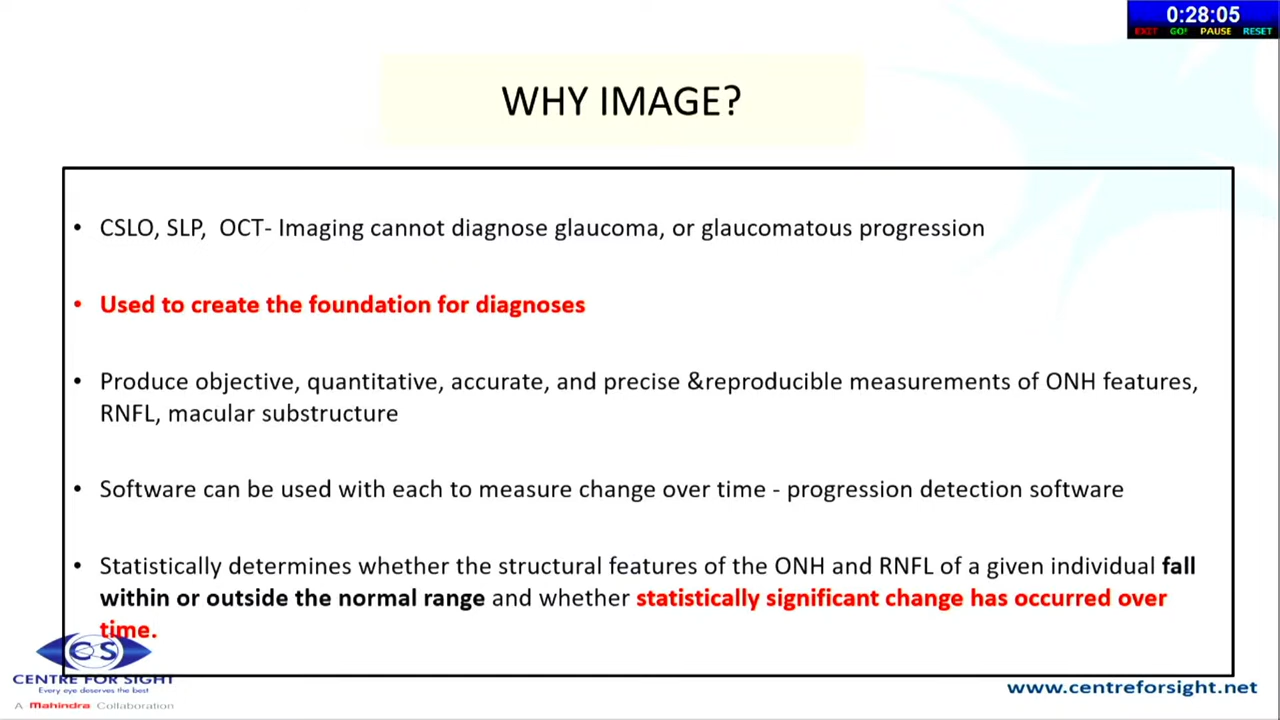 0:28:05
EXIT GO! PAUSE RESET
WHY IMAGE?
• CSLO, SLP, OCT- Imaging cannot diagnose glaucoma, or glaucomatous progression
• Used to create the foundation for diagnoses
• Produce objective, quantitative, accurate, and precise &reproducible measurements of ONH features,
RNFL, macular substructure
• Software can be used with each to measure change over time - progression detection software
• Statistically determines whether the structural features of the ONH and RNFL of a given individual fall
within or outside the normal range and whether statistically significant change has occurred over
time.
CS
CENTRE FOR SIGHT
Every eye deserves the best
A Mahindra Collaboration
www.centreforsight.net